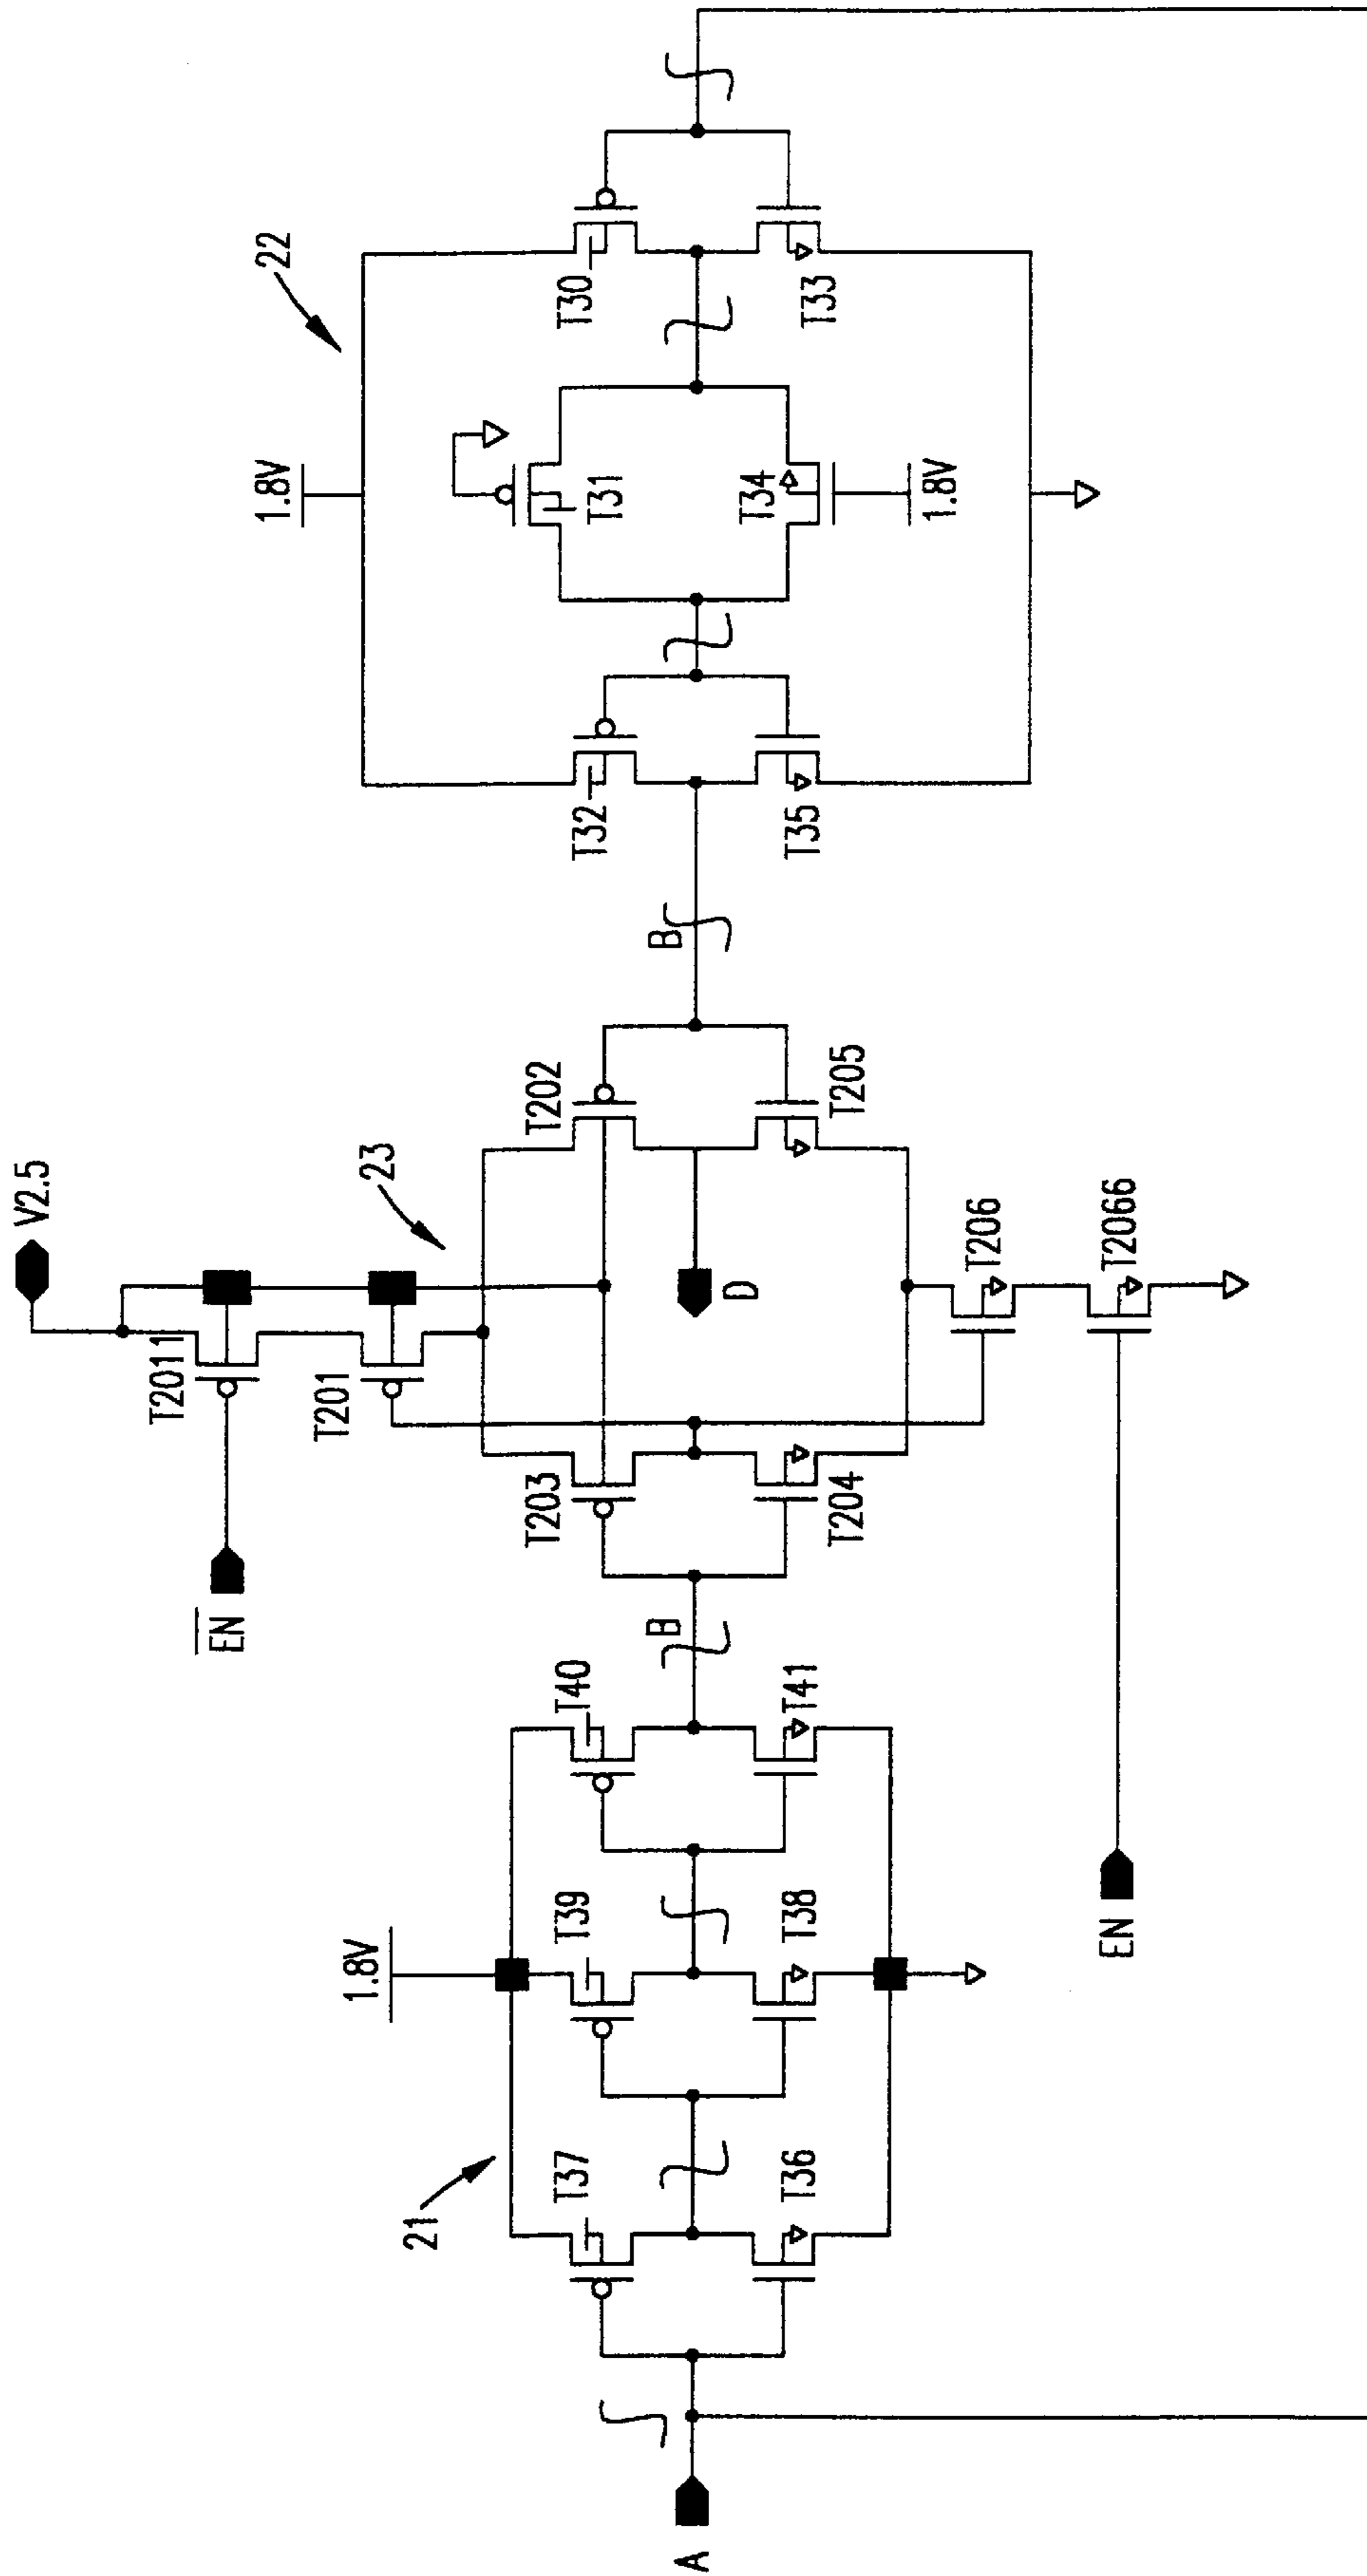 V2.5
22
1.8V
T30
T33
T31
T34
1.8V
T32
T35
B
23
T202
T205
D
T2011
T201
EN
T203
T204
T206
T2066
B
T40
T41
1.8V
T39
T38
EN
21
T37
T36
A